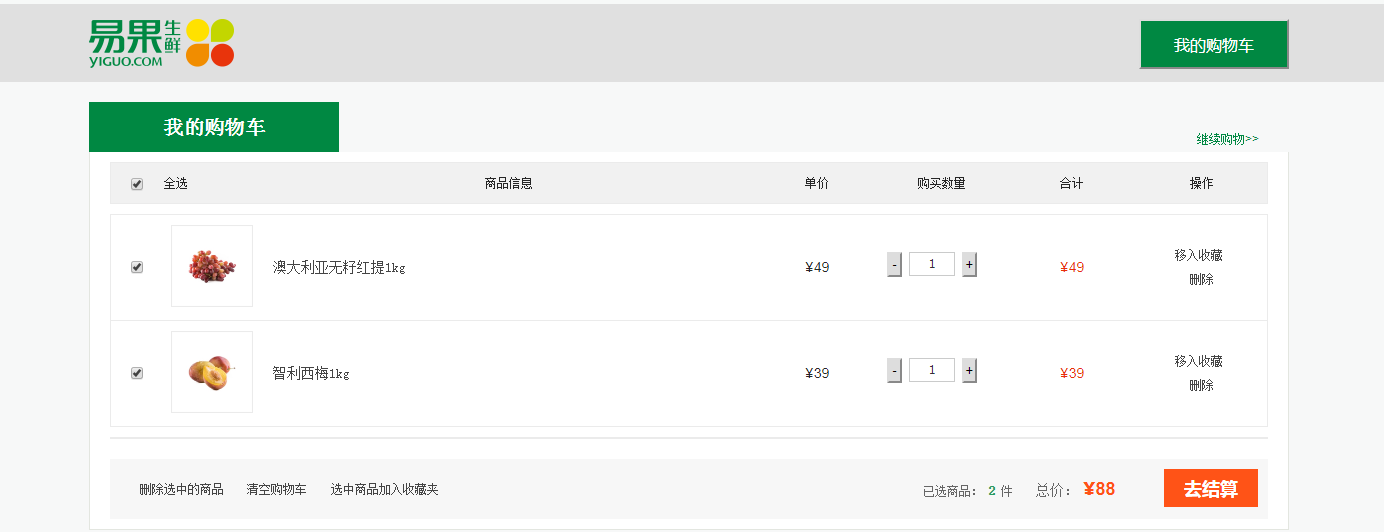 易果生鲜
YIGUO.COM
我的购物车
我的购物车
继续购物>>
全选 商品信息 单价 购买数量 合计 操作
澳大利亚无籽红提1kg ¥49 - 1 + ¥49 移入收藏
删除
智利西梅1kg ¥39 - 1 + ¥39 移入收藏
删除
删除选中的商品 清空购物车 选中商品加入收藏夹 已选商品： 2 件 总价： ¥88 去结算